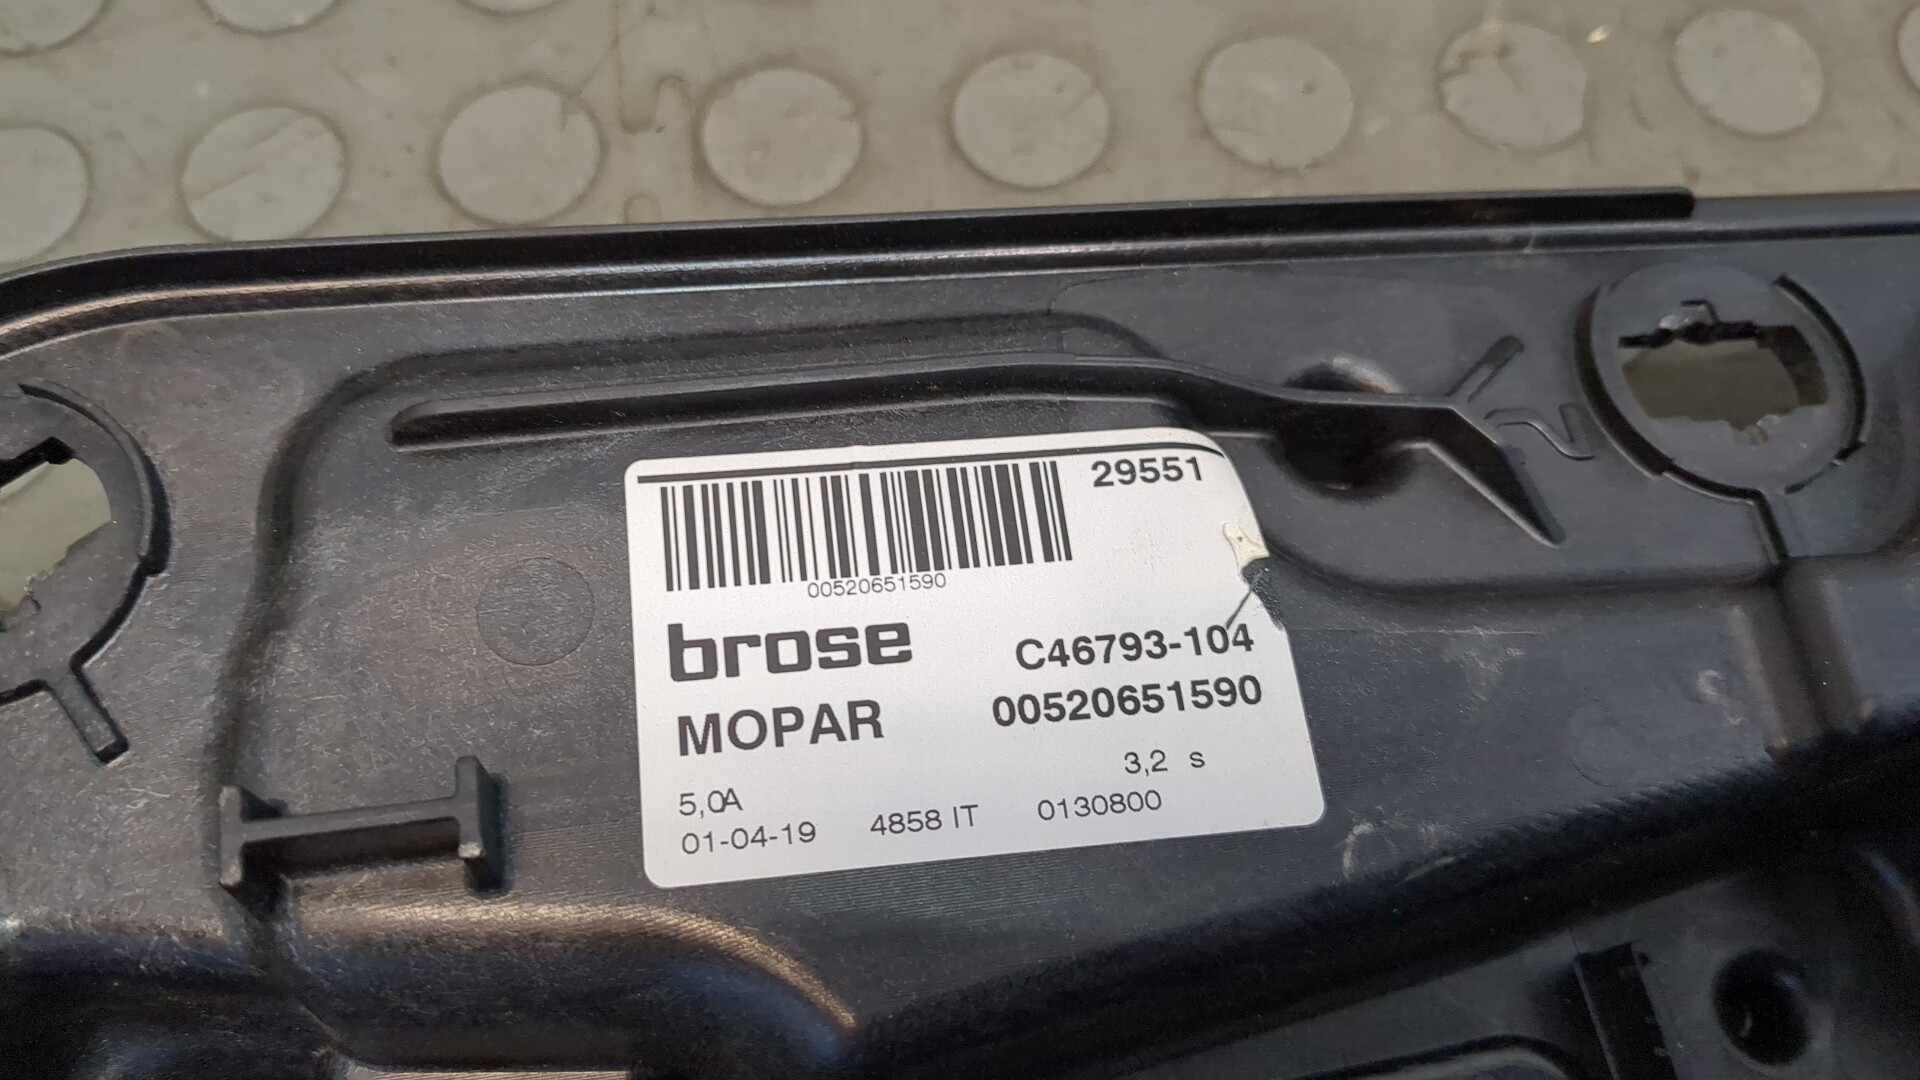 29551
00520651590
brose C46793-104
MOPAR 00520651590
5,0A 3,2 s
01-04-19 4858 IT 0130800